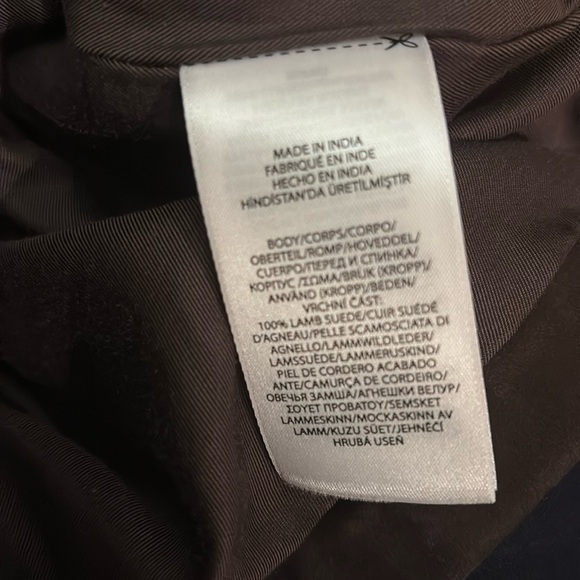 MADE IN INDIA
FABRIQUÉ EN INDE
HECHO EN INDIA
HİNDİSTAN'DA ÜRETİLMİŞTİR
BODY/CORPS/CORPO/
OBERTEIL/ROMP/HOVEDDEL/
CUERPO/ПЕРЕД И СПИНКА/
КОРПУС /ΣΩΜΑ/BRUK (KROPP)/
ANVÄND (KROPP)/BEDEN/
VRCHNÍ ČÁST:
100% LAMB SUEDE/CUIR SUÉDÉ
D'AGNEAU/PELLE SCAMOSCIATA DI
AGNELLO/LAMMWILDLEDER/
LAMSSUÈDE/LAMMERUSKIND/
PIEL DE CORDERO ACABADO
ANTE/CAMURÇA DE CORDEIRO/
ОВЕЧЬЯ ЗАМША/АГНЕШКИ ВЕЛУР/
ΣΟΥΕΤ ΠΡΟΒΑΤΟΥ/SEMSKET
LAMMESKINN/MOCKASKINN AV
LAMM/KUZU SÜET/JEHNĚČÍ
HRUBÁ USEŇ